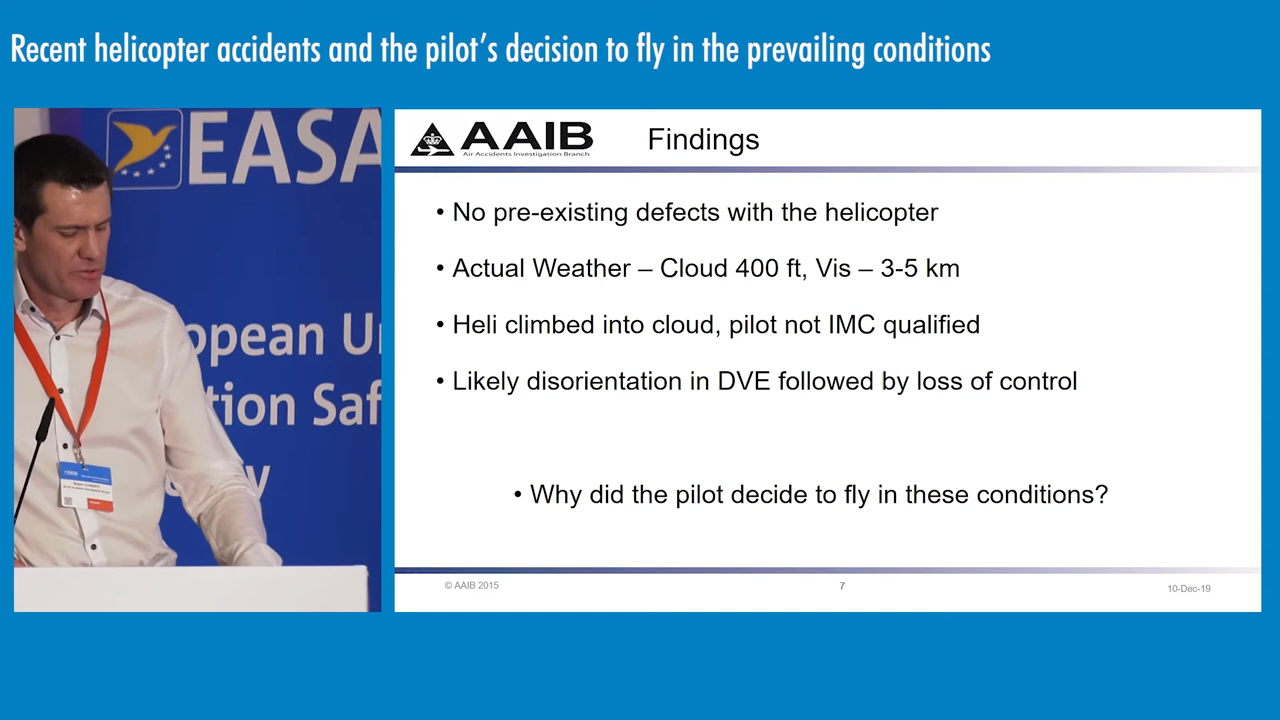 Recent helicopter accidents and the pilot's decision to fly in the prevailing conditions
EASA
opean U
tion Saf
y
AAIB
Air Accidents Investigation Branch
Findings
• No pre-existing defects with the helicopter
• Actual Weather – Cloud 400 ft, Vis – 3-5 km
• Heli climbed into cloud, pilot not IMC qualified
• Likely disorientation in DVE followed by loss of control
• Why did the pilot decide to fly in these conditions?
© AAIB 2015
7
10-Dec-19